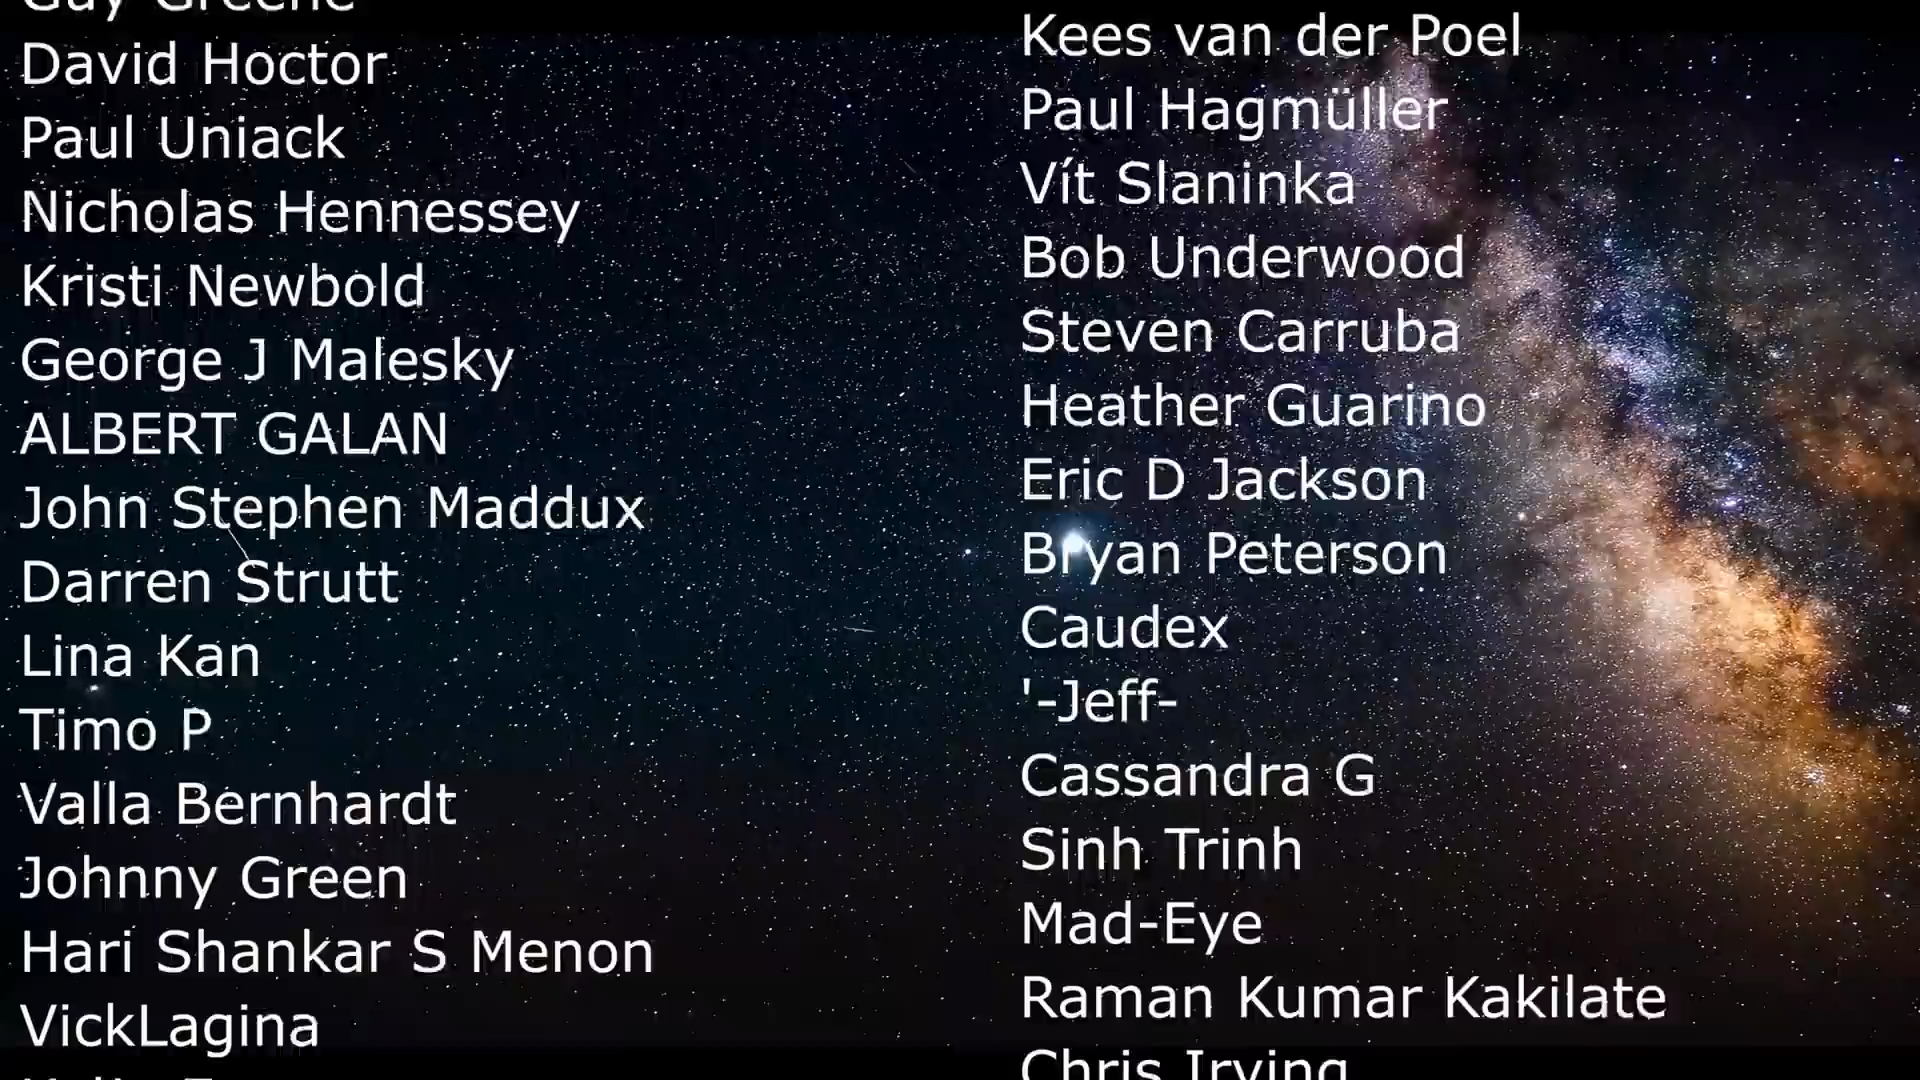 Guy Greene
David Hoctor
Paul Uniack
Nicholas Hennessey
Kristi Newbold
George J Malesky
ALBERT GALAN
John Stephen Maddux
Darren Strutt
Lina Kan
Timo P
Valla Bernhardt
Johnny Green
Hari Shankar S Menon
VickLagina
Kees van der Poel
Paul Hagmüller
Vít Slaninka
Bob Underwood
Steven Carruba
Heather Guarino
Eric D Jackson
Bryan Peterson
Caudex
'-Jeff-
Cassandra G
Sinh Trinh
Mad-Eye
Raman Kumar Kakilate
Chris Irving